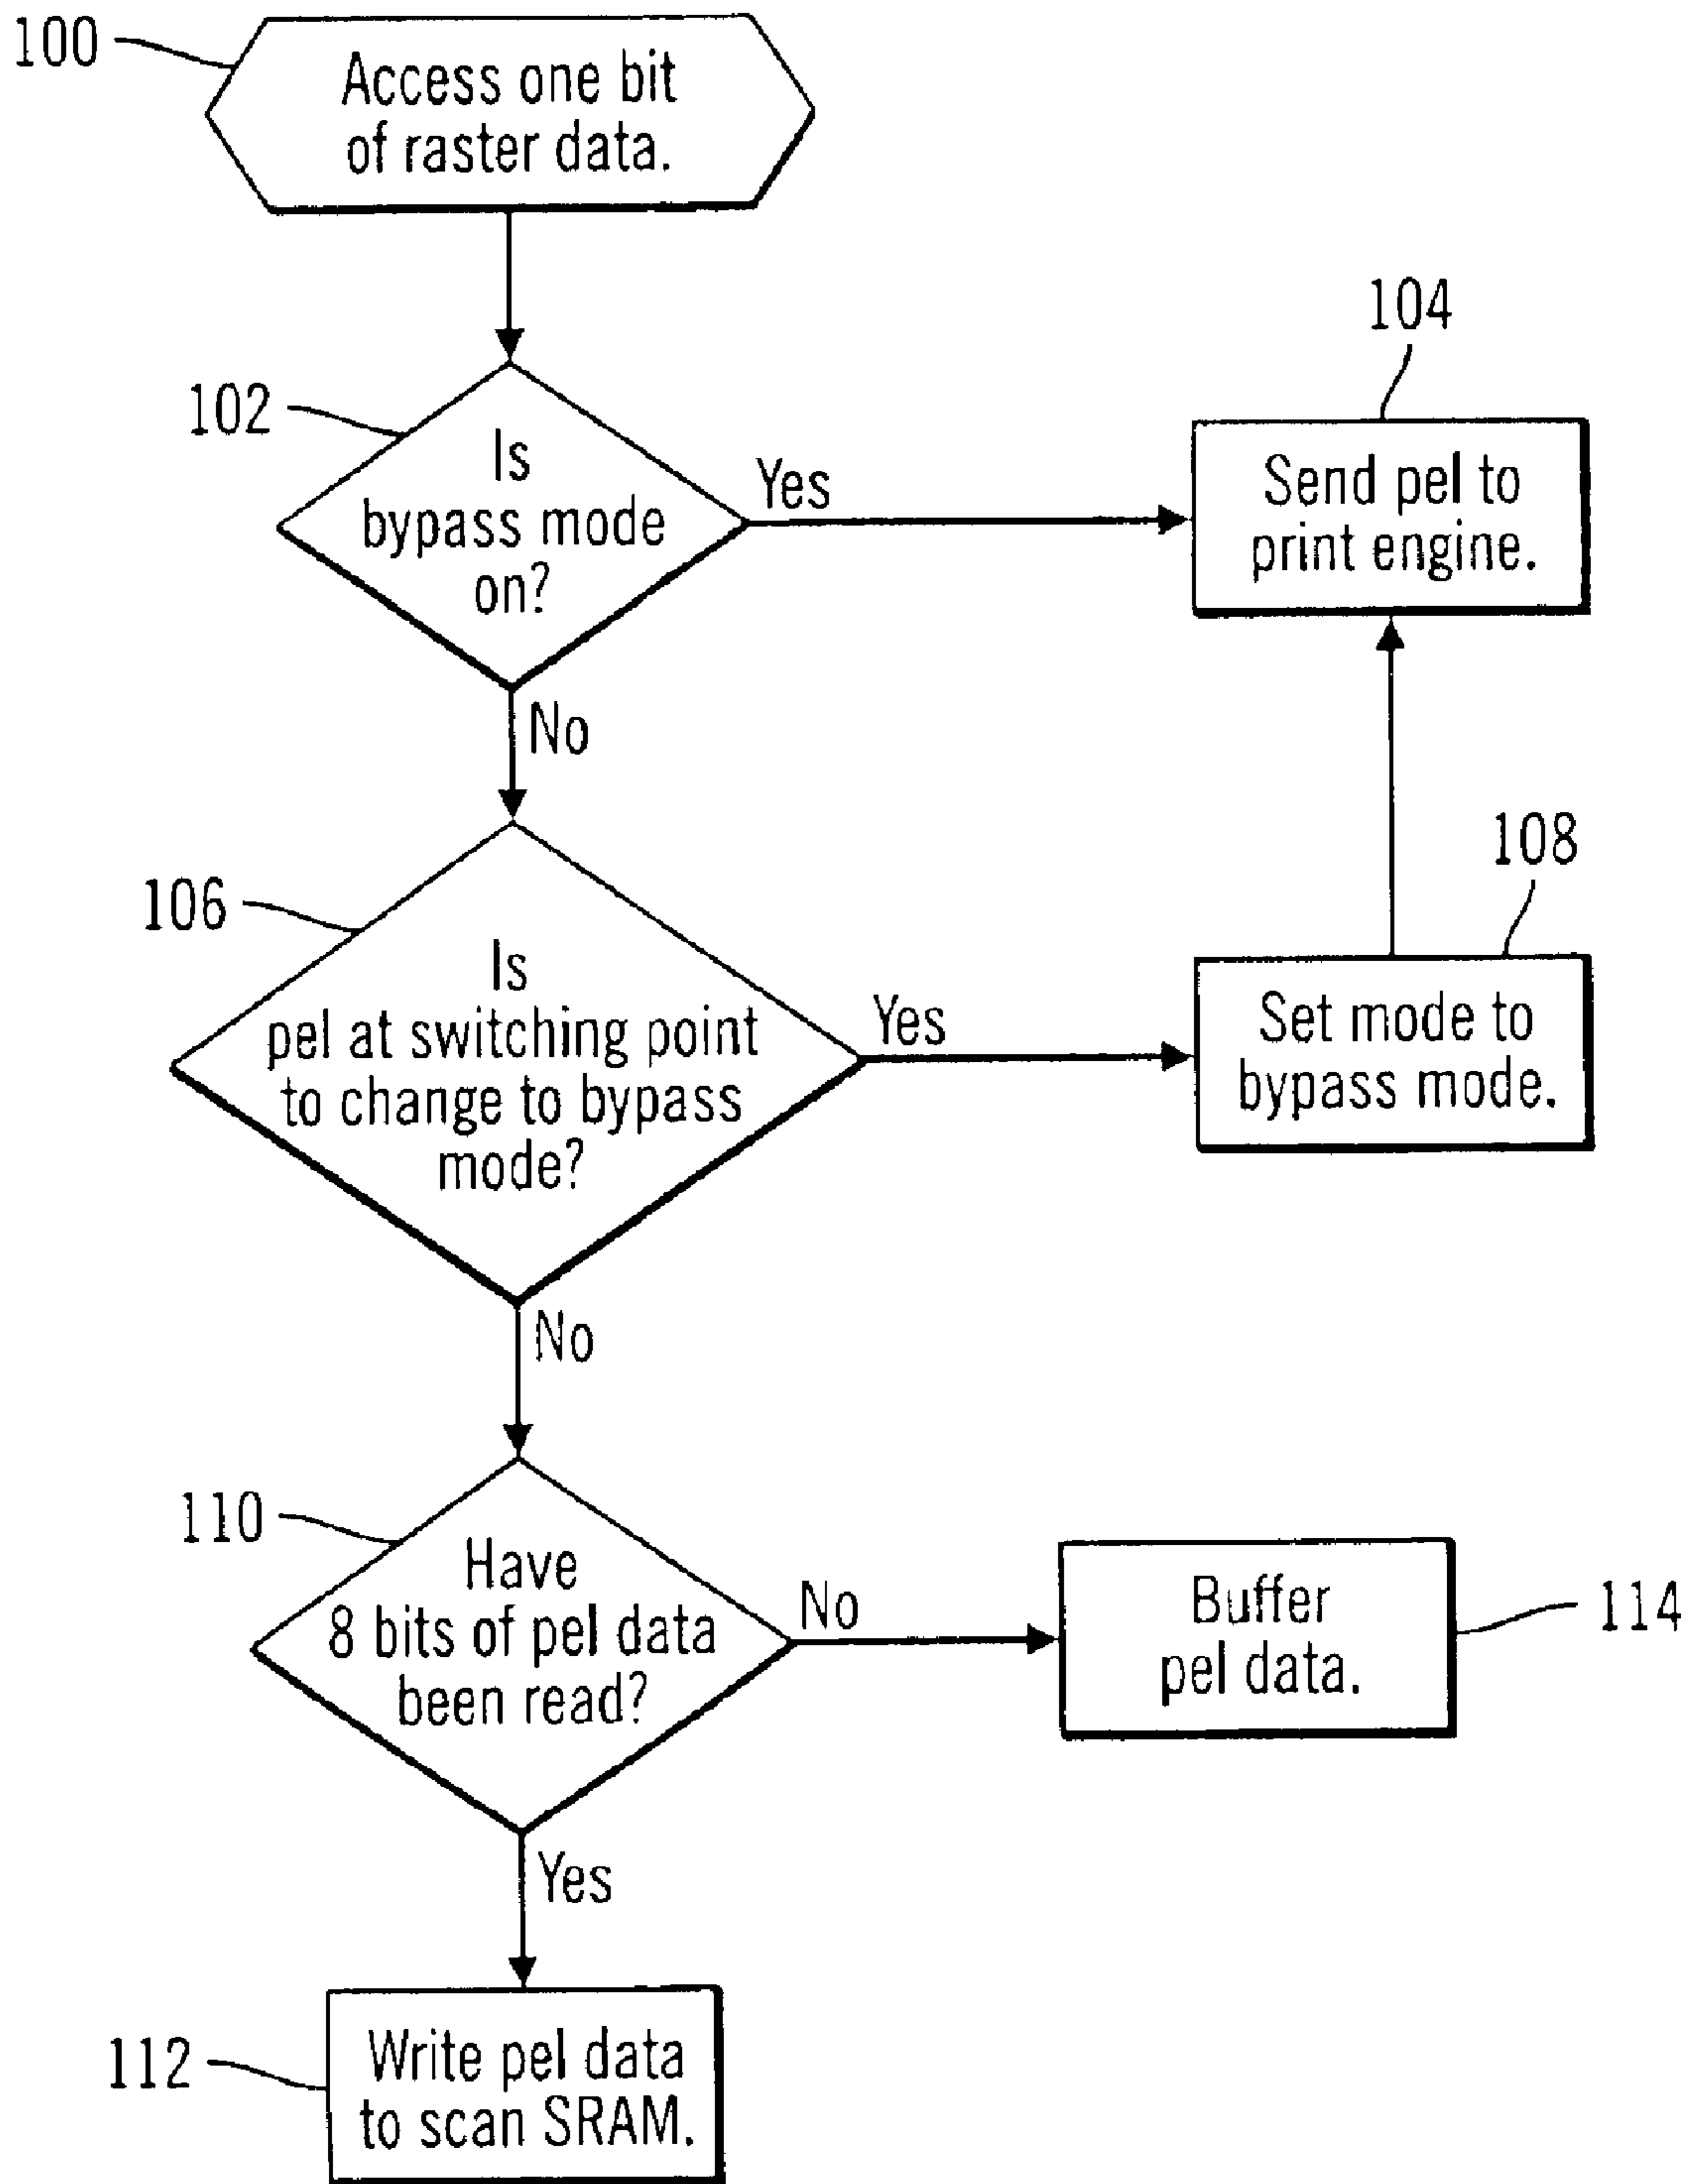 100
Access one bit
of raster data.
102
Is
bypass mode
on?
Yes
104
Send pel to
print engine.
No
106
Is
pel at switching point
to change to bypass
mode?
Yes
108
Set mode to
bypass mode.
No
110
Have
8 bits of pel data
been read?
No
Buffer
pel data.
114
Yes
112
Write pel data
to scan SRAM.